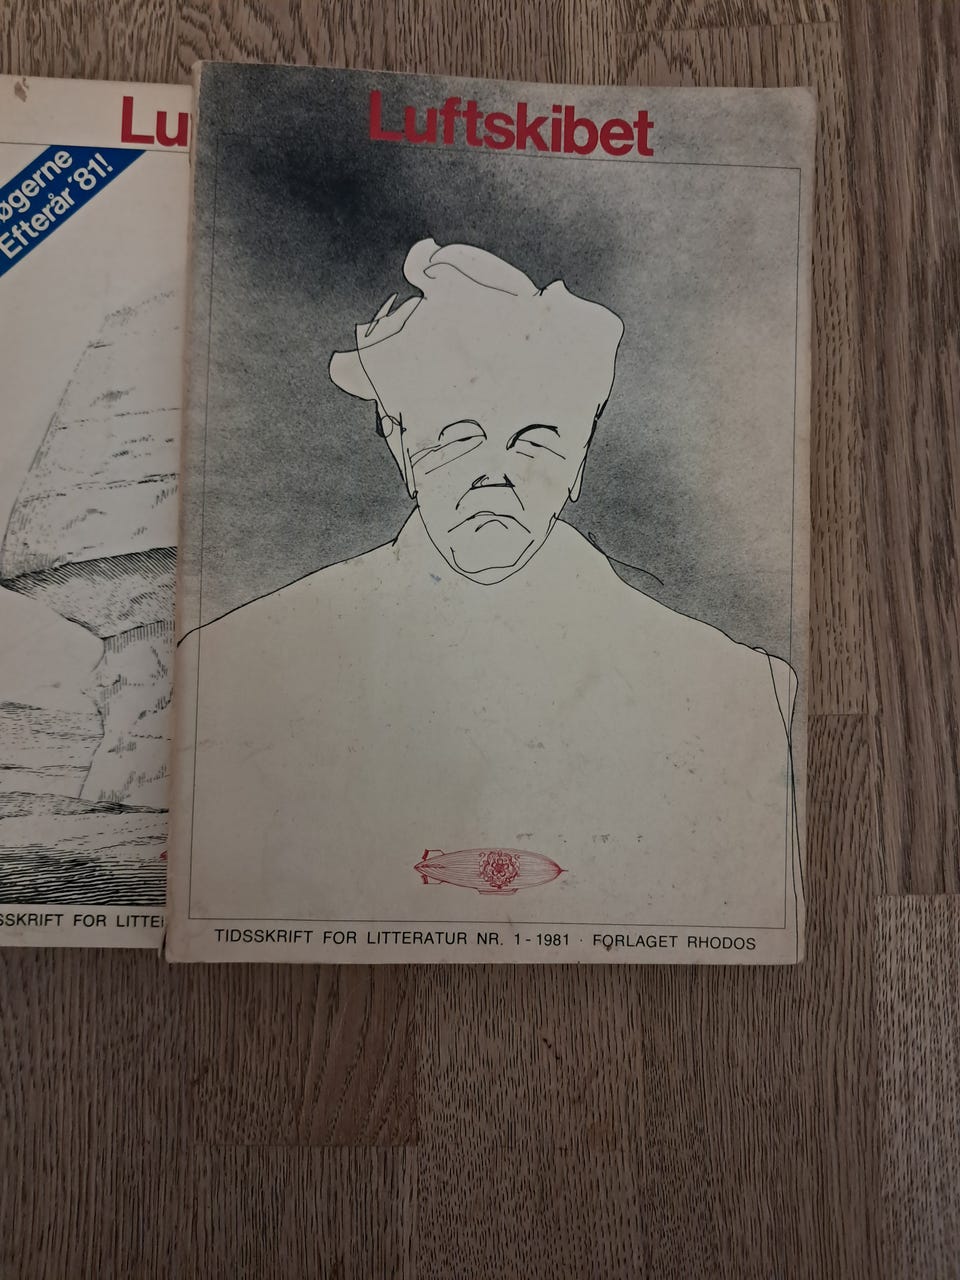 Lu
øgerne
Efterår '81!
SSKRIFT FOR LITTE
Luftskibet
TIDSSKRIFT FOR LITTERATUR NR. 1 - 1981 · FORLAGET RHODOS